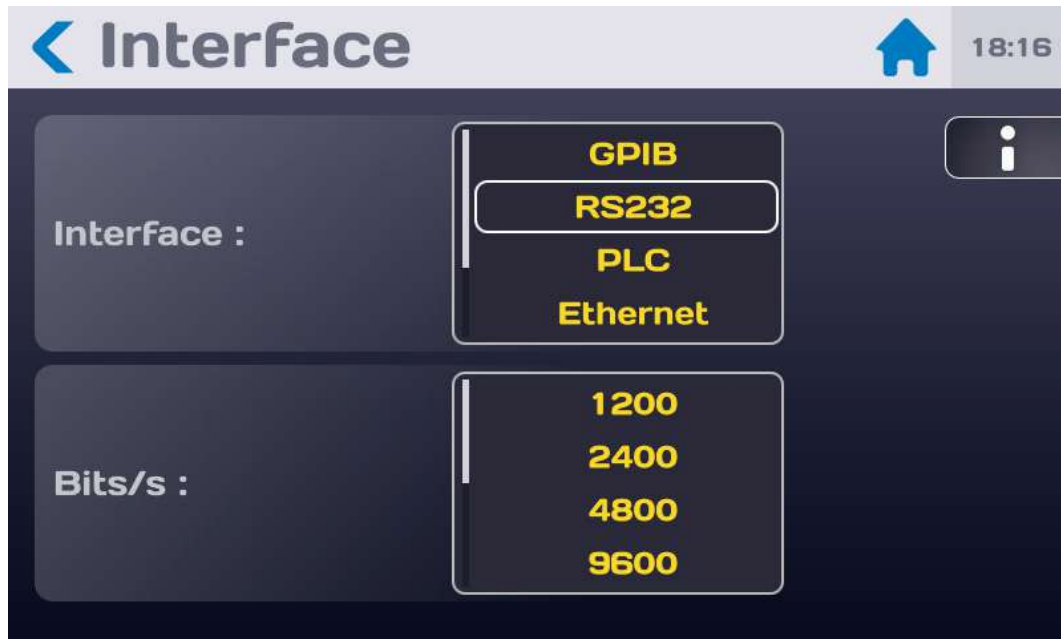 Interface
18:16
Interface :
GPIB
RS232
PLC
Ethernet
Bits/s :
1200
2400
4800
9600